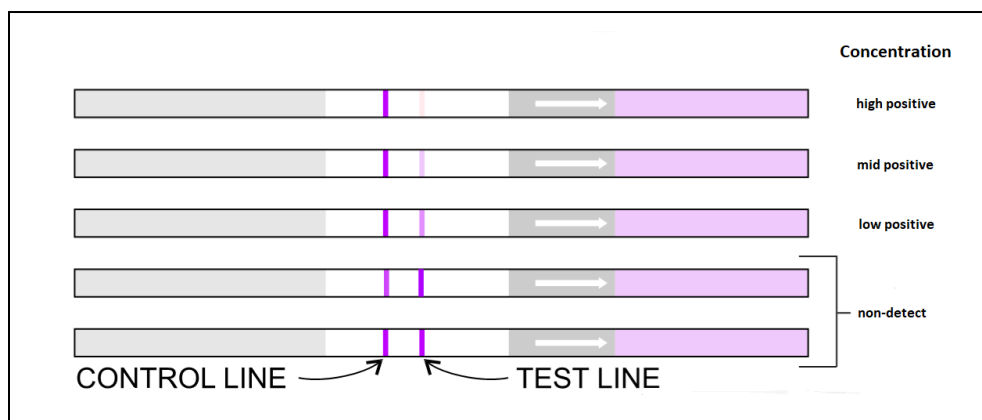 Concentration
high positive
mid positive
low positive
non-detect
CONTROL LINE
TEST LINE